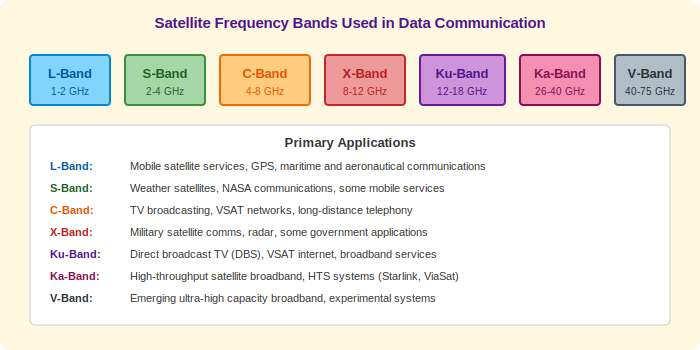 Satellite Frequency Bands Used in Data Communication
L-Band S-Band C-Band X-Band Ku-Band Ka-Band V-Band
1-2 GHz 2-4 GHz 4-8 GHz 8-12 GHz 12-18 GHz 26-40 GHz 40-75 GHz
Primary Applications
L-Band: Mobile satellite services, GPS, maritime and aeronautical communications
S-Band: Weather satellites, NASA communications, some mobile services
C-Band: TV broadcasting, VSAT networks, long-distance telephony
X-Band: Military satellite comms, radar, some government applications
Ku-Band: Direct broadcast TV (DBS), VSAT internet, broadband services
Ka-Band: High-throughput satellite broadband, HTS systems (Starlink, ViaSat)
V-Band: Emerging ultra-high capacity broadband, experimental systems